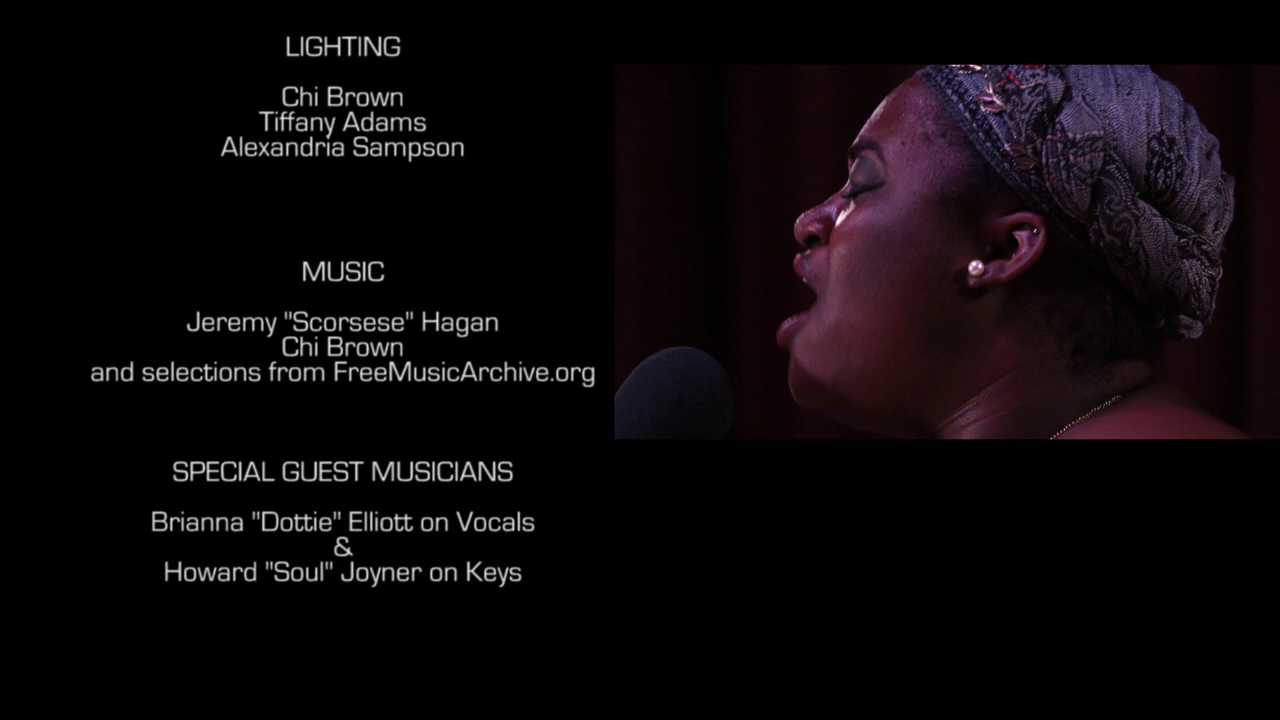 LIGHTING
Chi Brown
Tiffany Adams
Alexandria Sampson
MUSIC
Jeremy "Scorsese" Hagan
Chi Brown
and selections from FreeMusicArchive.org
SPECIAL GUEST MUSICIANS
Brianna "Dottie" Elliott on Vocals
&
Howard "Soul" Joyner on Keys